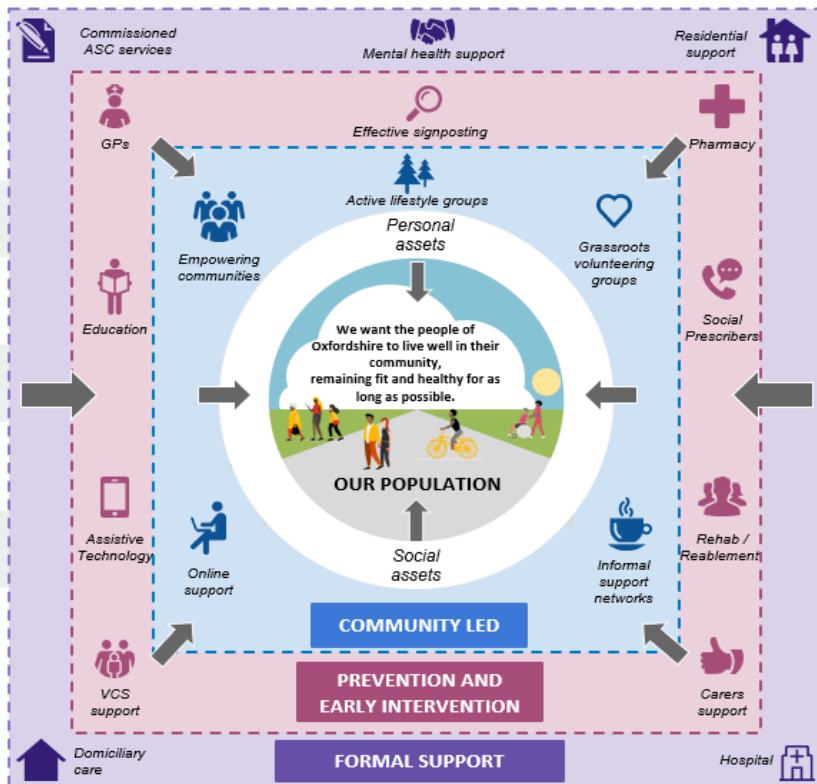 Commissioned
ASC services
Mental health support
Residential
support
GPs
Effective signposting
Pharmacy
Active lifestyle groups
Empowering
communities
Personal
assets
Grassroots
volunteering
groups
Education
We want the people of
Oxfordshire to live well in their
community,
remaining fit and healthy for as
long as possible.
Social
Prescribers
OUR POPULATION
Assistive
Technology
Online
support
Social
assets
Informal
support
networks
Rehab /
Reablement
COMMUNITY LED
VCS
support
PREVENTION AND
EARLY INTERVENTION
Carers
support
Domiciliary
care
FORMAL SUPPORT
Hospital